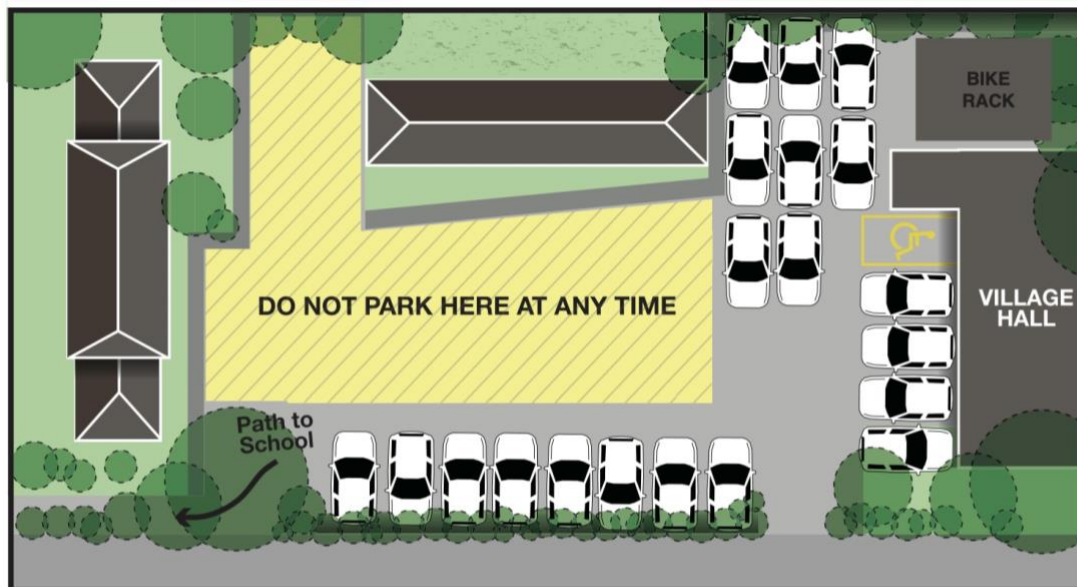 BIKE
RACK
DO NOT PARK HERE AT ANY TIME
VILLAGE
HALL
Path to
School